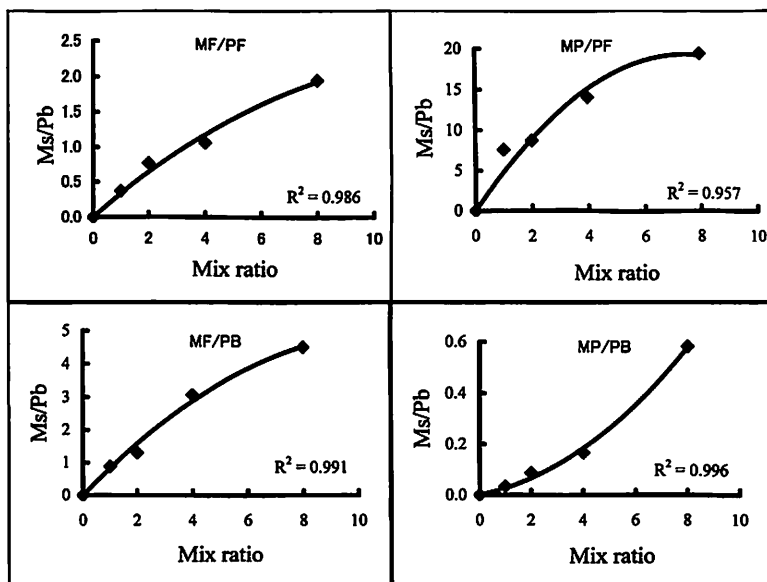 MF/PF
2.5
2.0
1.5
1.0
0.5
0.0
Ms/Pb
0 2 4 6 8 10
Mix ratio
R² = 0.986
MP/PF
20
15
10
5
0
Ms/Pb
0 2 4 6 8 10
Mix ratio
R² = 0.957
MF/PB
5
4
3
2
1
0
Ms/Pb
0 2 4 6 8 10
Mix ratio
R² = 0.991
MP/PB
0.6
0.4
0.2
0.0
Ms/Pb
0 2 4 6 8 10
Mix ratio
R² = 0.996